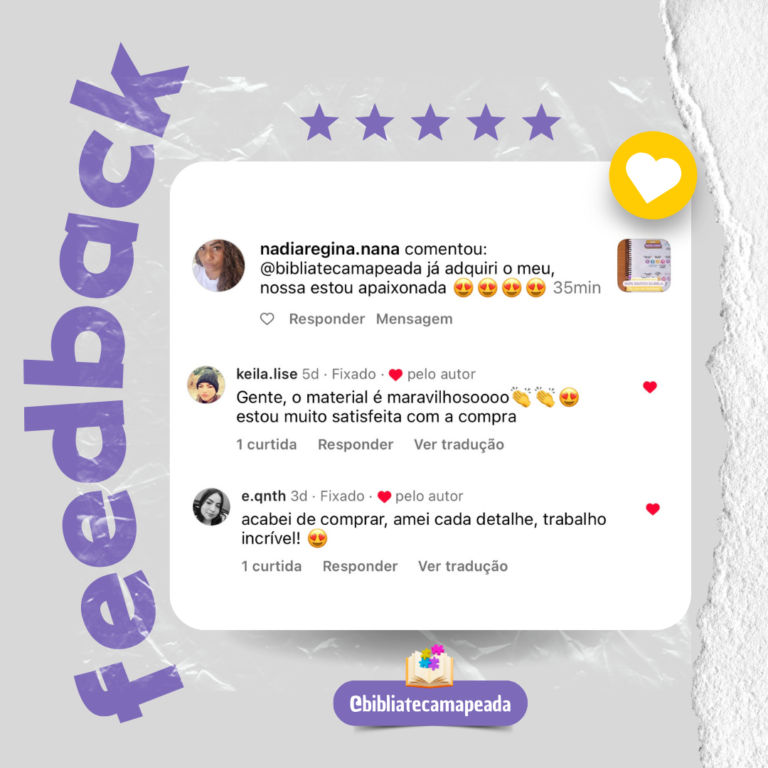 feedback
nadiaregina.nana comentou:
@bibliatecamapeada já adquiri o meu,
nossa estou apaixonada 😍😍😍😍 35min
Responder Mensagem
keila.lise 5d · Fixado · ❤️ pelo autor
Gente, o material é maravilhosoooo👏👏😍
estou muito satisfeita com a compra
1 curtida Responder Ver tradução
e.qnth 3d · Fixado · ❤️ pelo autor
acabei de comprar, amei cada detalhe, trabalho
incrível! 😍
1 curtida Responder Ver tradução
@bibliatecamapeada